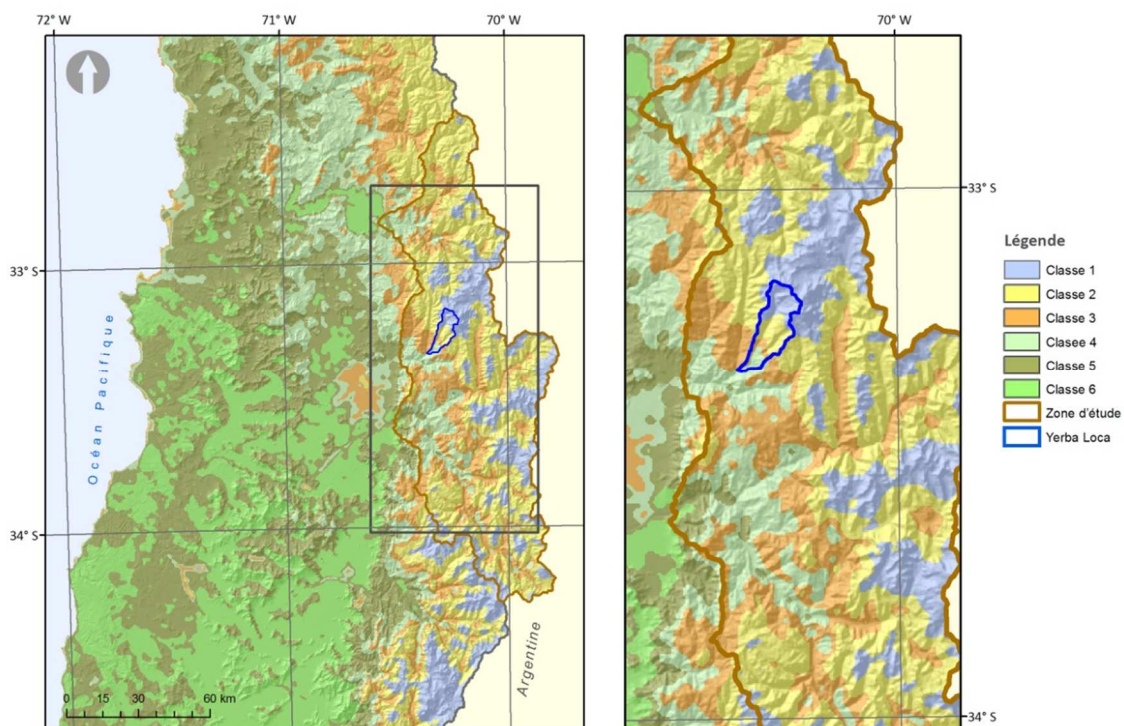 72° W
71° W
70° W
70° W
33° S
33° S
34° S
34° S
Océan Pacifique
Argentine
0 15 30 60 km
Légende
Classe 1
Classe 2
Classe 3
Clasee 4
Classe 5
Classe 6
Zone d'étude
Yerba Loca